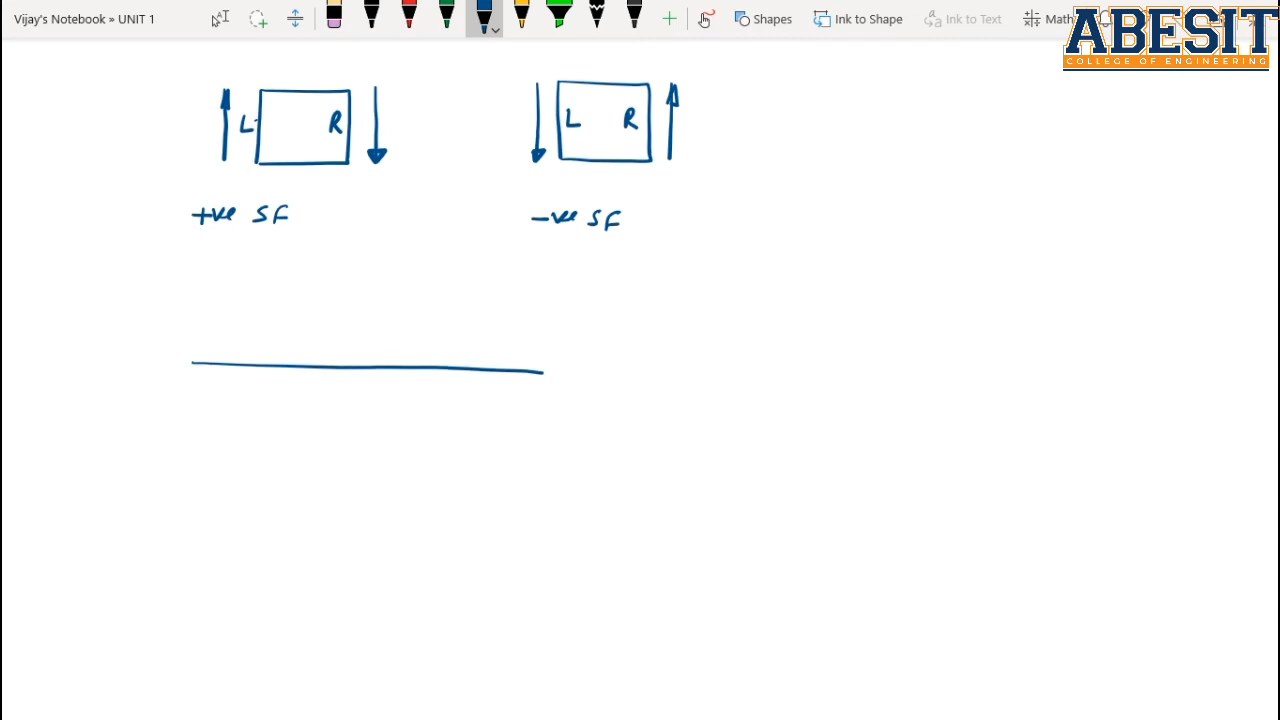 Vijay's Notebook » UNIT 1
Shapes
Ink to Shape
Ink to Text
Math
ABESIT
COLLEGE OF ENGINEERING
L R
L R
+ve SF
-ve SF